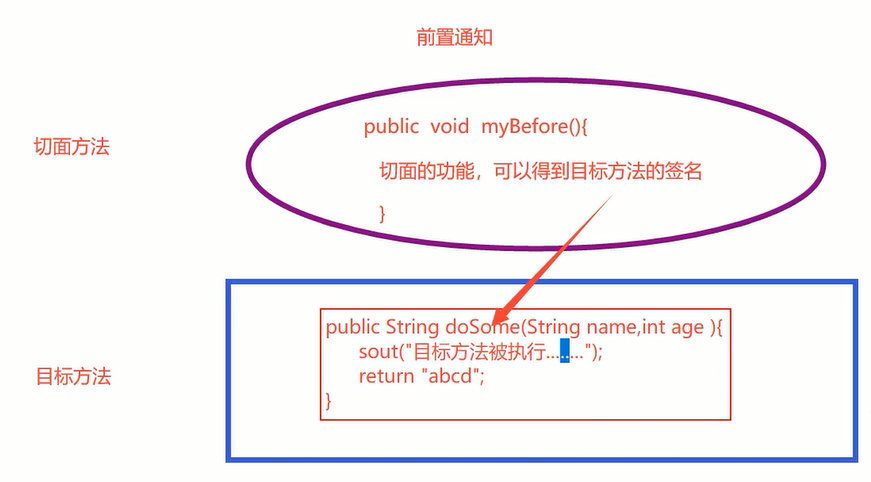 前置通知
切面方法
public void myBefore(){
切面的功能，可以得到目标方法的签名
}
目标方法
public String doSome(String name,int age ){
sout("目标方法被执行........");
return "abcd";
}